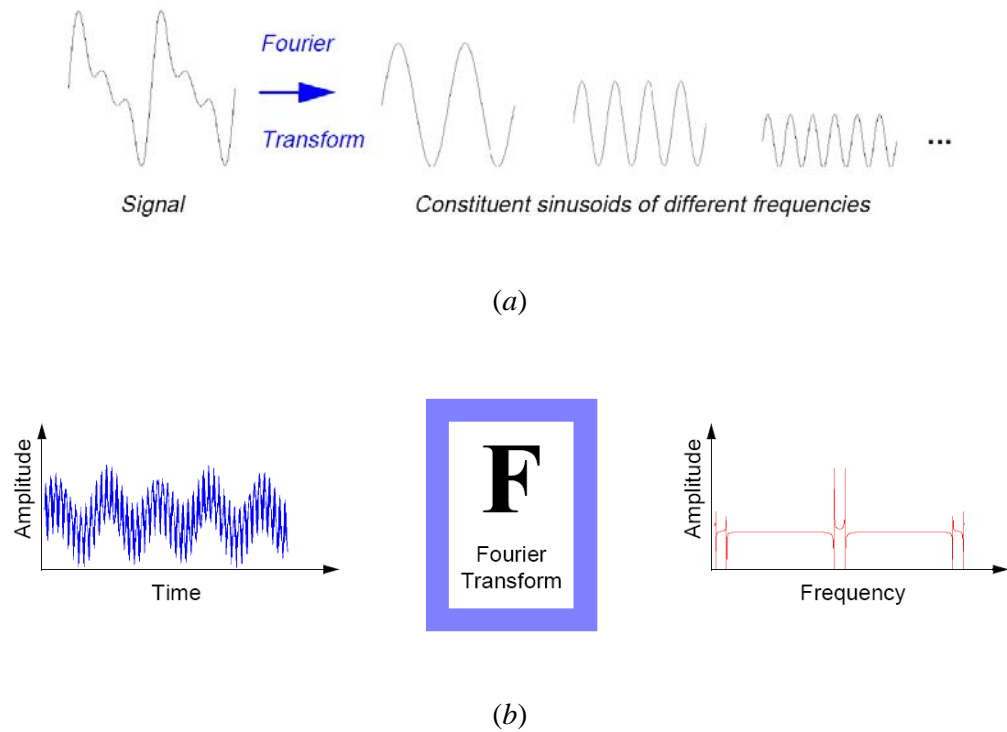 Fourier
Transform
Signal
Constituent sinusoids of different frequencies
...
(a)
Amplitude
Time
F
Fourier
Transform
Amplitude
Frequency
(b)